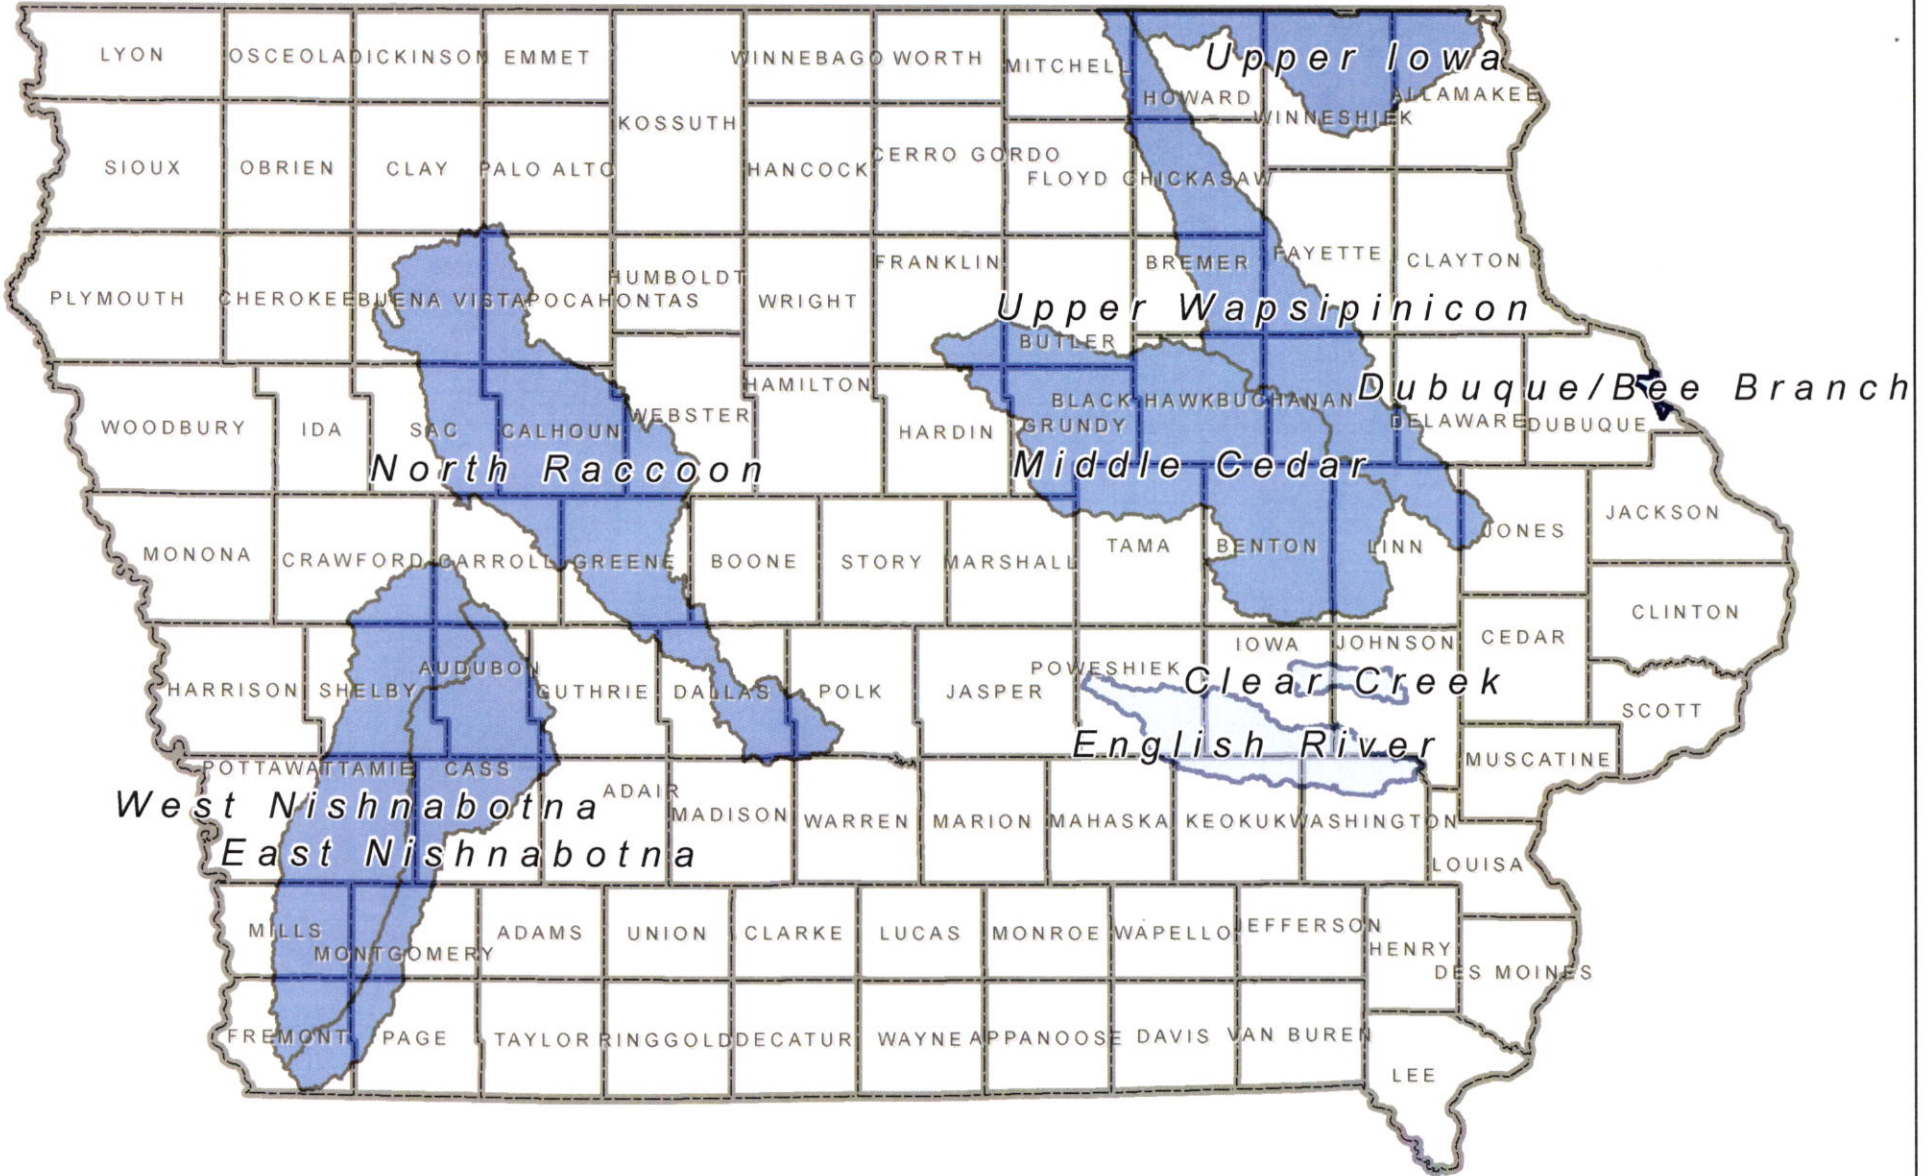 LYON
OSCEOLA
DICKINSON
EMMET
WINNEBAGO
WORTH
MITCHELL
Upper Iowa
HOWARD
ALLAMAKEE
WINNESHIEK
KOSSUTH
SIOUX
OBRIEN
CLAY
PALO ALTO
HANCOCK
CERRO GORDO
FLOYD
CHICKASAW
PLYMOUTH
CHEROKEE
BUENA VISTA
POCAHONTAS
HUMBOLDT
WRIGHT
FRANKLIN
BREMER
FAYETTE
CLAYTON
Upper Wapsipinicon
BUTLER
Dubuque/Bee Branch
WOODBURY
IDA
SAC
CALHOUN
WEBSTER
HAMILTON
HARDIN
GRUNDY
BLACK HAWK
BUCHANAN
DELAWARE
DUBUQUE
North Raccoon
Middle Cedar
MONONA
CRAWFORD
CARROLL
GREENE
BOONE
STORY
MARSHALL
TAMA
BENTON
LINN
JONES
JACKSON
CLINTON
HARRISON
SHELBY
AUDUBON
GUTHRIE
DALLAS
POLK
JASPER
POWESHIEK
IOWA
JOHNSON
CEDAR
SCOTT
Clear Creek
English River
MUSCATINE
POTTAWATTAMIE
CASS
ADAIR
MADISON
WARREN
MARION
MAHASKA
KEOKUK
WASHINGTON
LOUISA
West Nishnabotna
East Nishnabotna
MILLS
MONTGOMERY
ADAMS
UNION
CLARKE
LUCAS
MONROE
WAPELLO
JEFFERSON
HENRY
DES MOINES
FREMONT
PAGE
TAYLOR
RINGGOLD
DECATUR
WAYNE
APPANOOSE
DAVIS
VAN BUREN
LEE